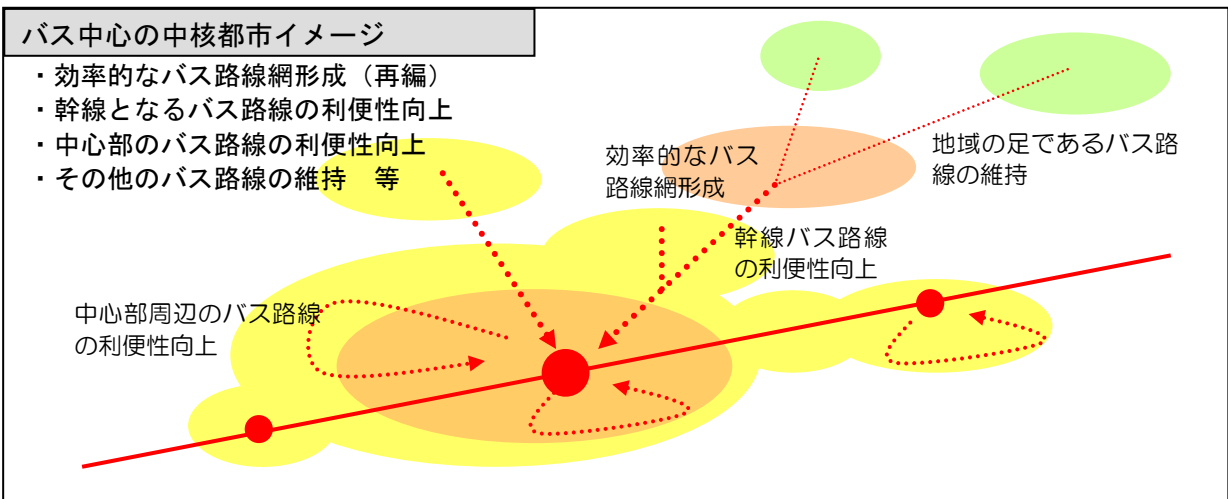 バス中心の中核都市イメージ
・効率的なバス路線網形成（再編）
・幹線となるバス路線の利便性向上
・中心部のバス路線の利便性向上
・その他のバス路線の維持　等
効率的なバス
路線網形成
地域の足であるバス路
線の維持
幹線バス路線
の利便性向上
中心部周辺のバス路線
の利便性向上